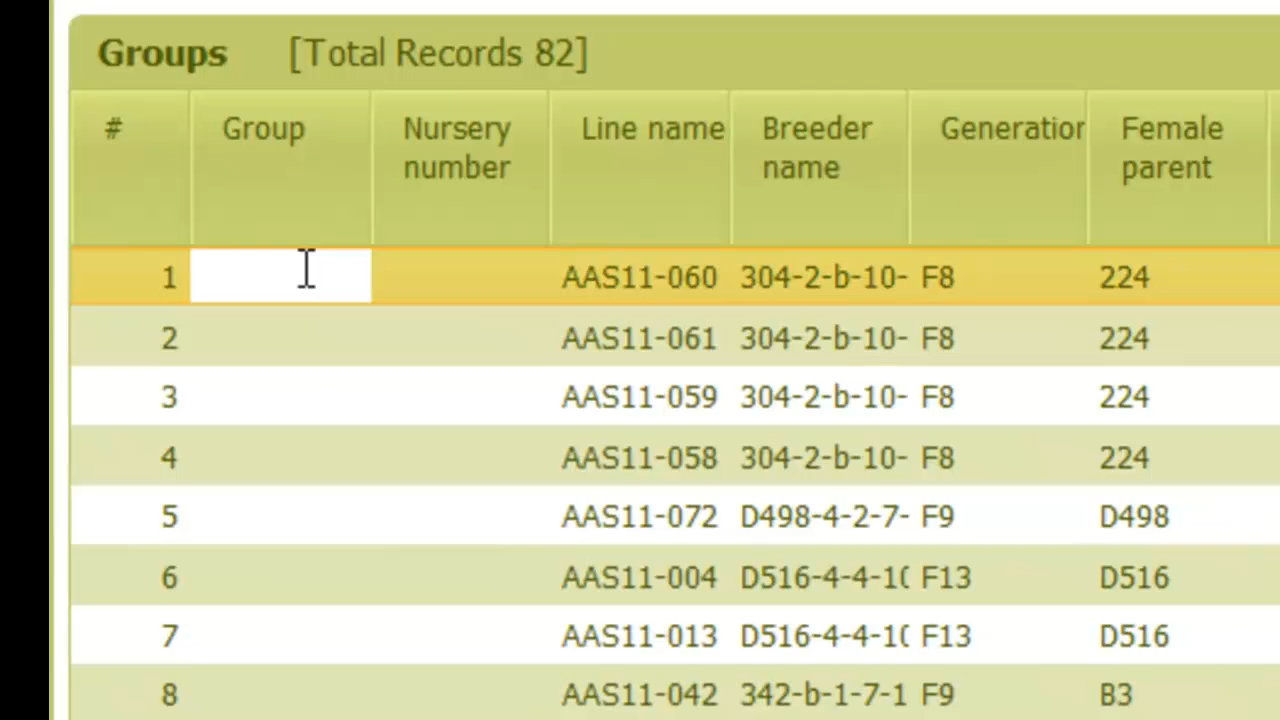 Groups [Total Records 82]
# Group Nursery number Line name Breeder name Generation Female parent
1 AAS11-060 304-2-b-10- F8 224
2 AAS11-061 304-2-b-10- F8 224
3 AAS11-059 304-2-b-10- F8 224
4 AAS11-058 304-2-b-10- F8 224
5 AAS11-072 D498-4-2-7- F9 D498
6 AAS11-004 D516-4-4-1 F13 D516
7 AAS11-013 D516-4-4-1 F13 D516
8 AAS11-042 342-b-1-7-1 F9 B3